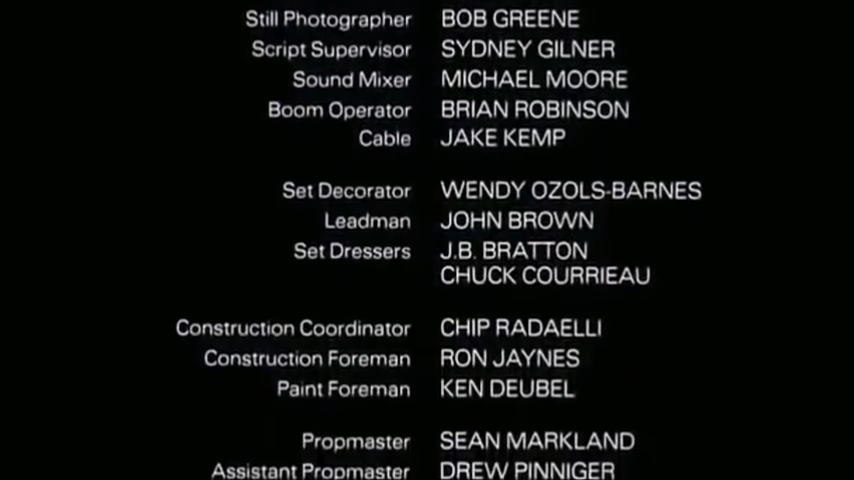 Still Photographer BOB GREENE
Script Supervisor SYDNEY GILNER
Sound Mixer MICHAEL MOORE
Boom Operator BRIAN ROBINSON
Cable JAKE KEMP
Set Decorator WENDY OZOLS-BARNES
Leadman JOHN BROWN
Set Dressers J.B. BRATTON
CHUCK COURRIEAU
Construction Coordinator CHIP RADAELLI
Construction Foreman RON JAYNES
Paint Foreman KEN DEUBEL
Propmaster SEAN MARKLAND
Assistant Propmaster DREW PINNIGER